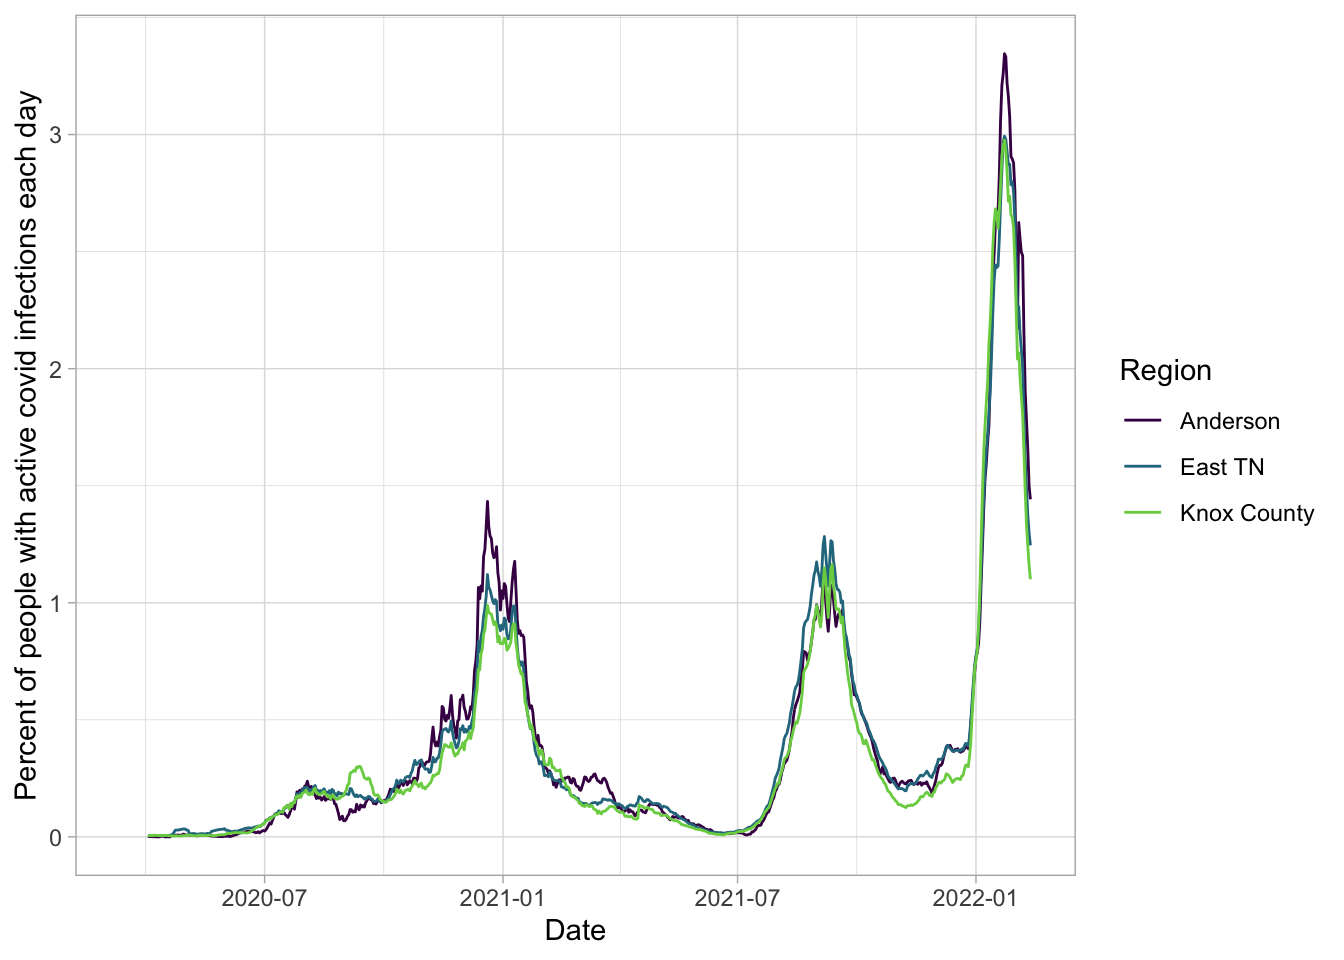 Percent of people with active covid infections each day
3
2
1
0
2020-07
2021-01
2021-07
2022-01
Date
Region
Anderson
East TN
Knox County